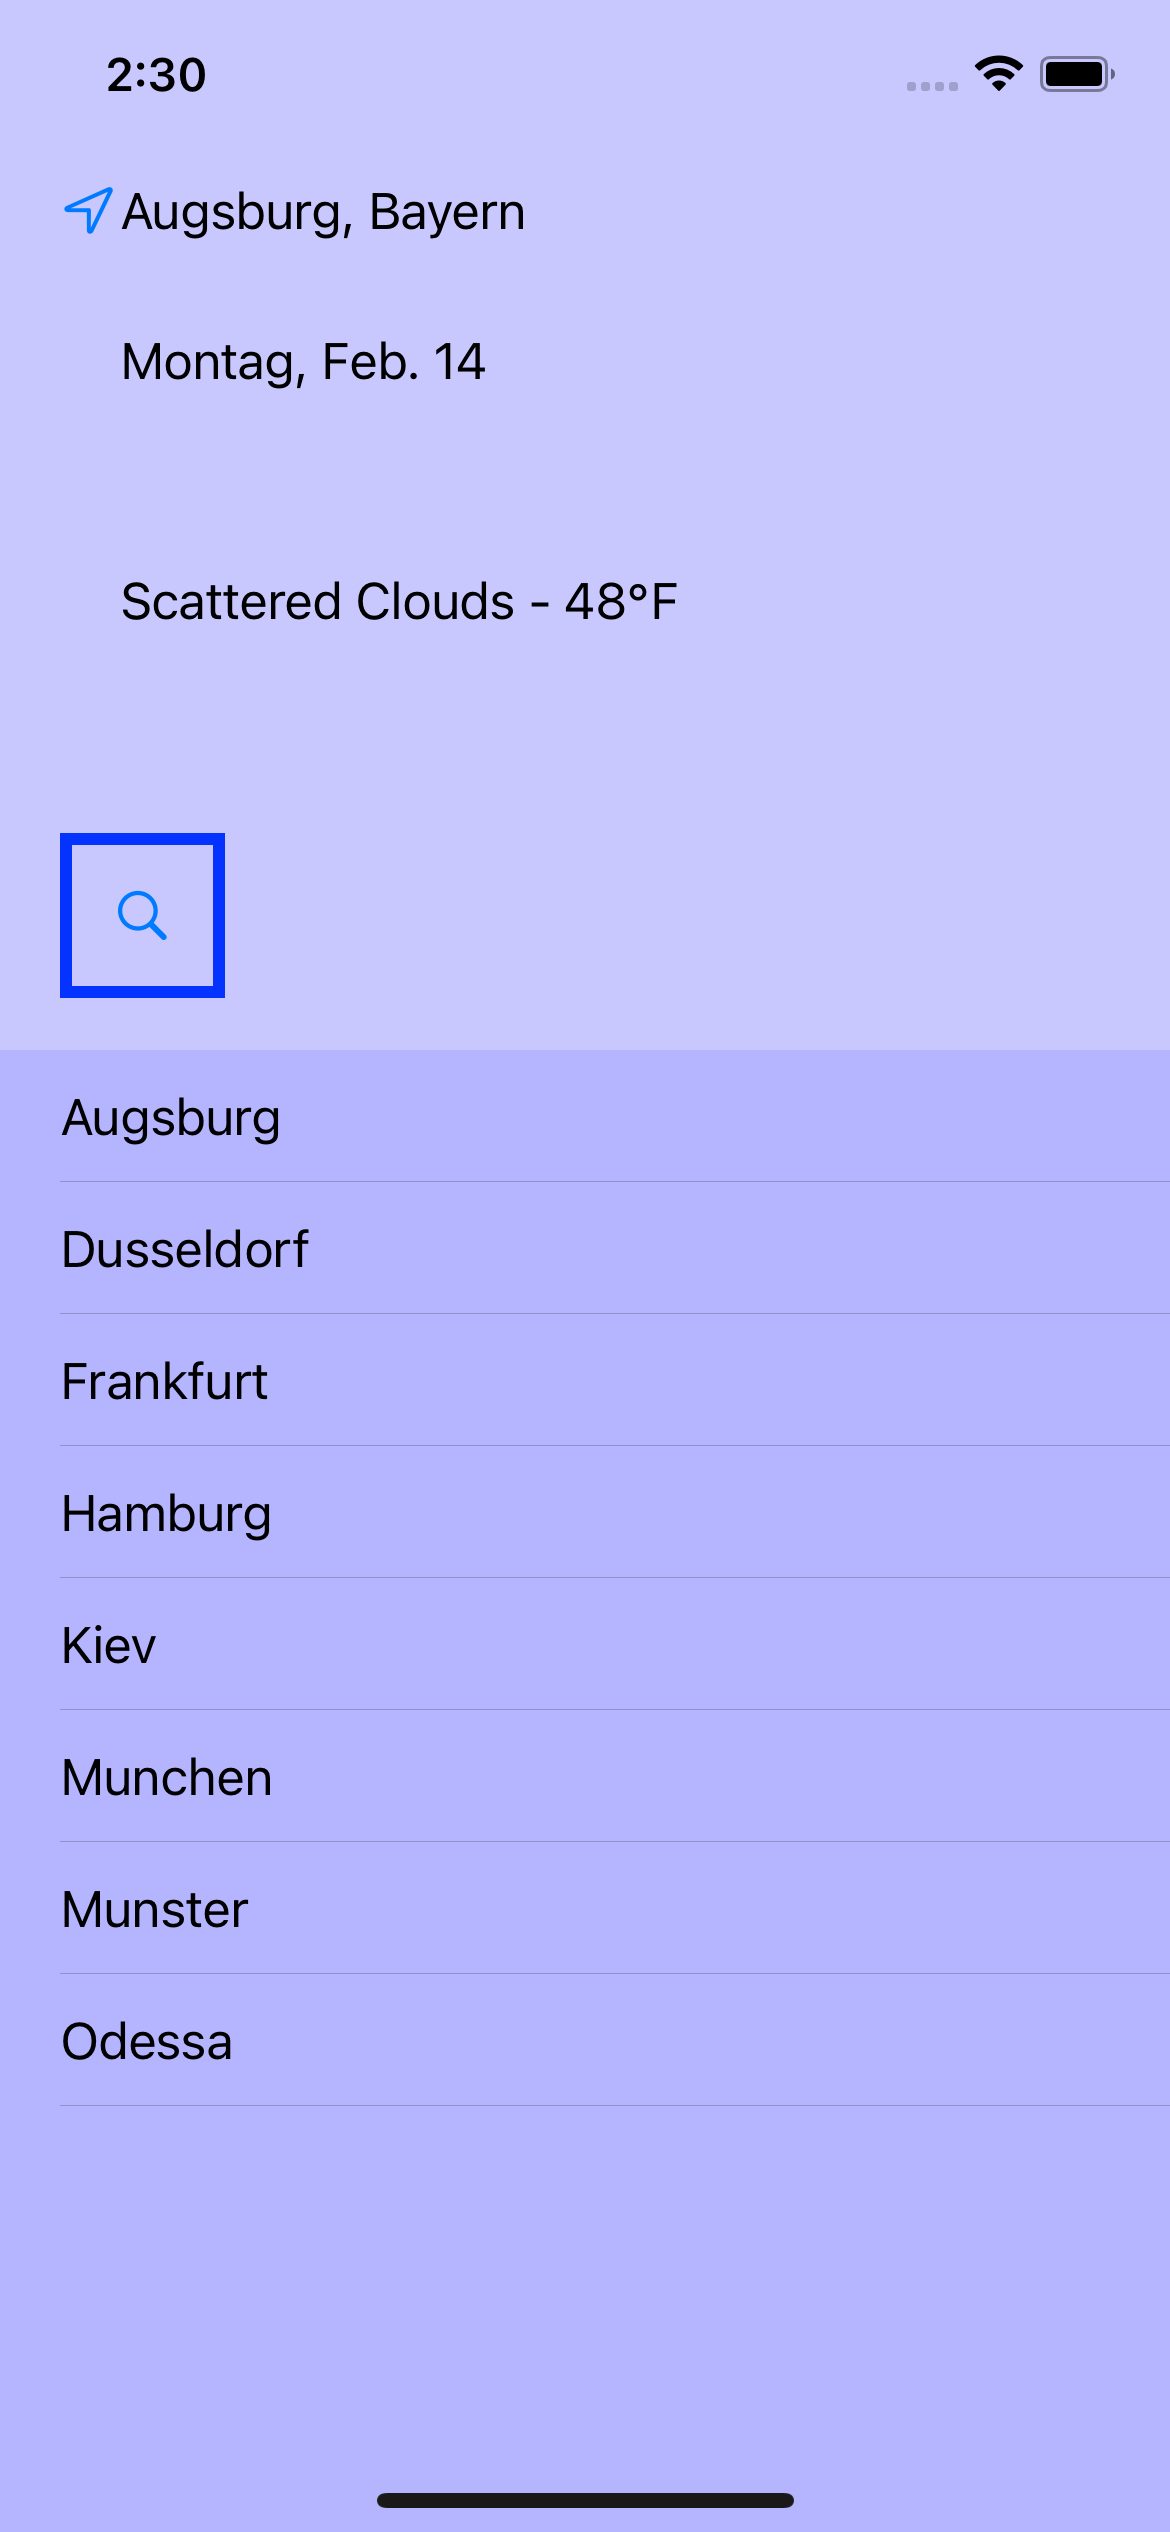 2:30
Augsburg, Bayern
Montag, Feb. 14
Scattered Clouds - 48°F
Augsburg
Dusseldorf
Frankfurt
Hamburg
Kiev
Munchen
Munster
Odessa